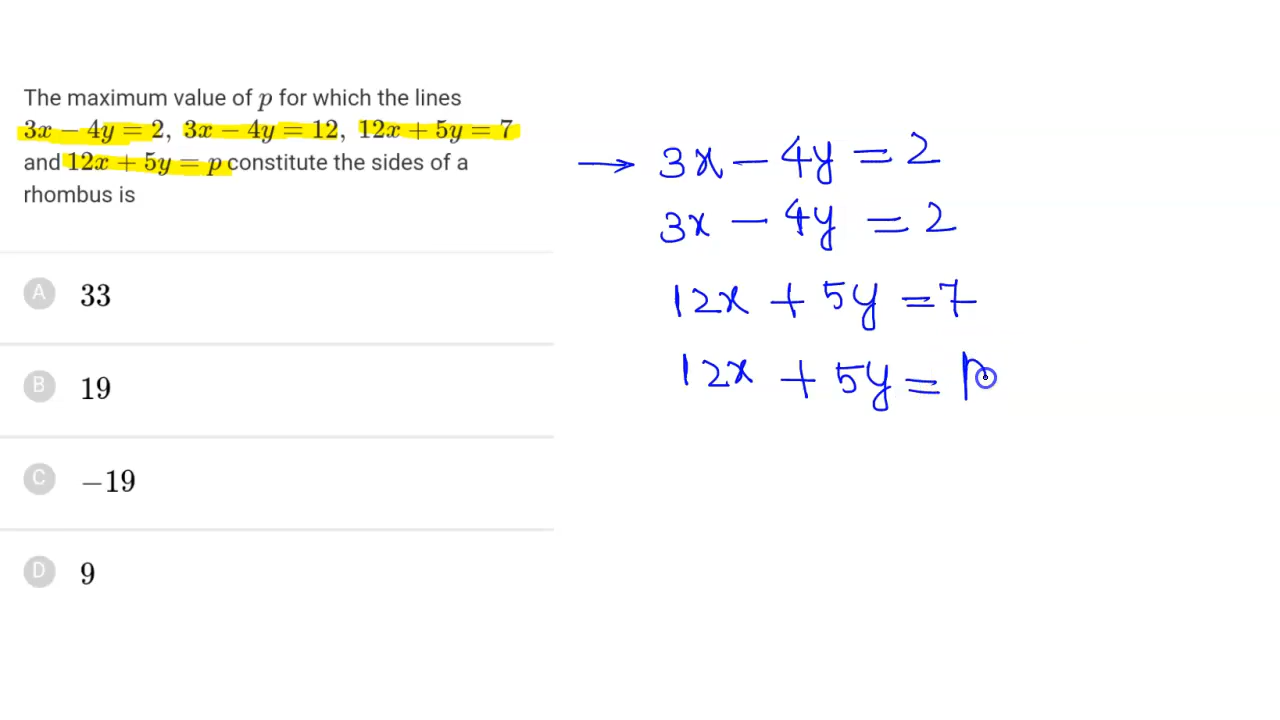 The maximum value of p for which the lines
3x − 4y = 2, 3x − 4y = 12, 12x + 5y = 7
and 12x + 5y = p constitute the sides of a
rhombus is
A 33
B 19
C −19
D 9
→ 3x − 4y = 2
3x − 4y = 2
12x + 5y = 7
12x + 5y = p